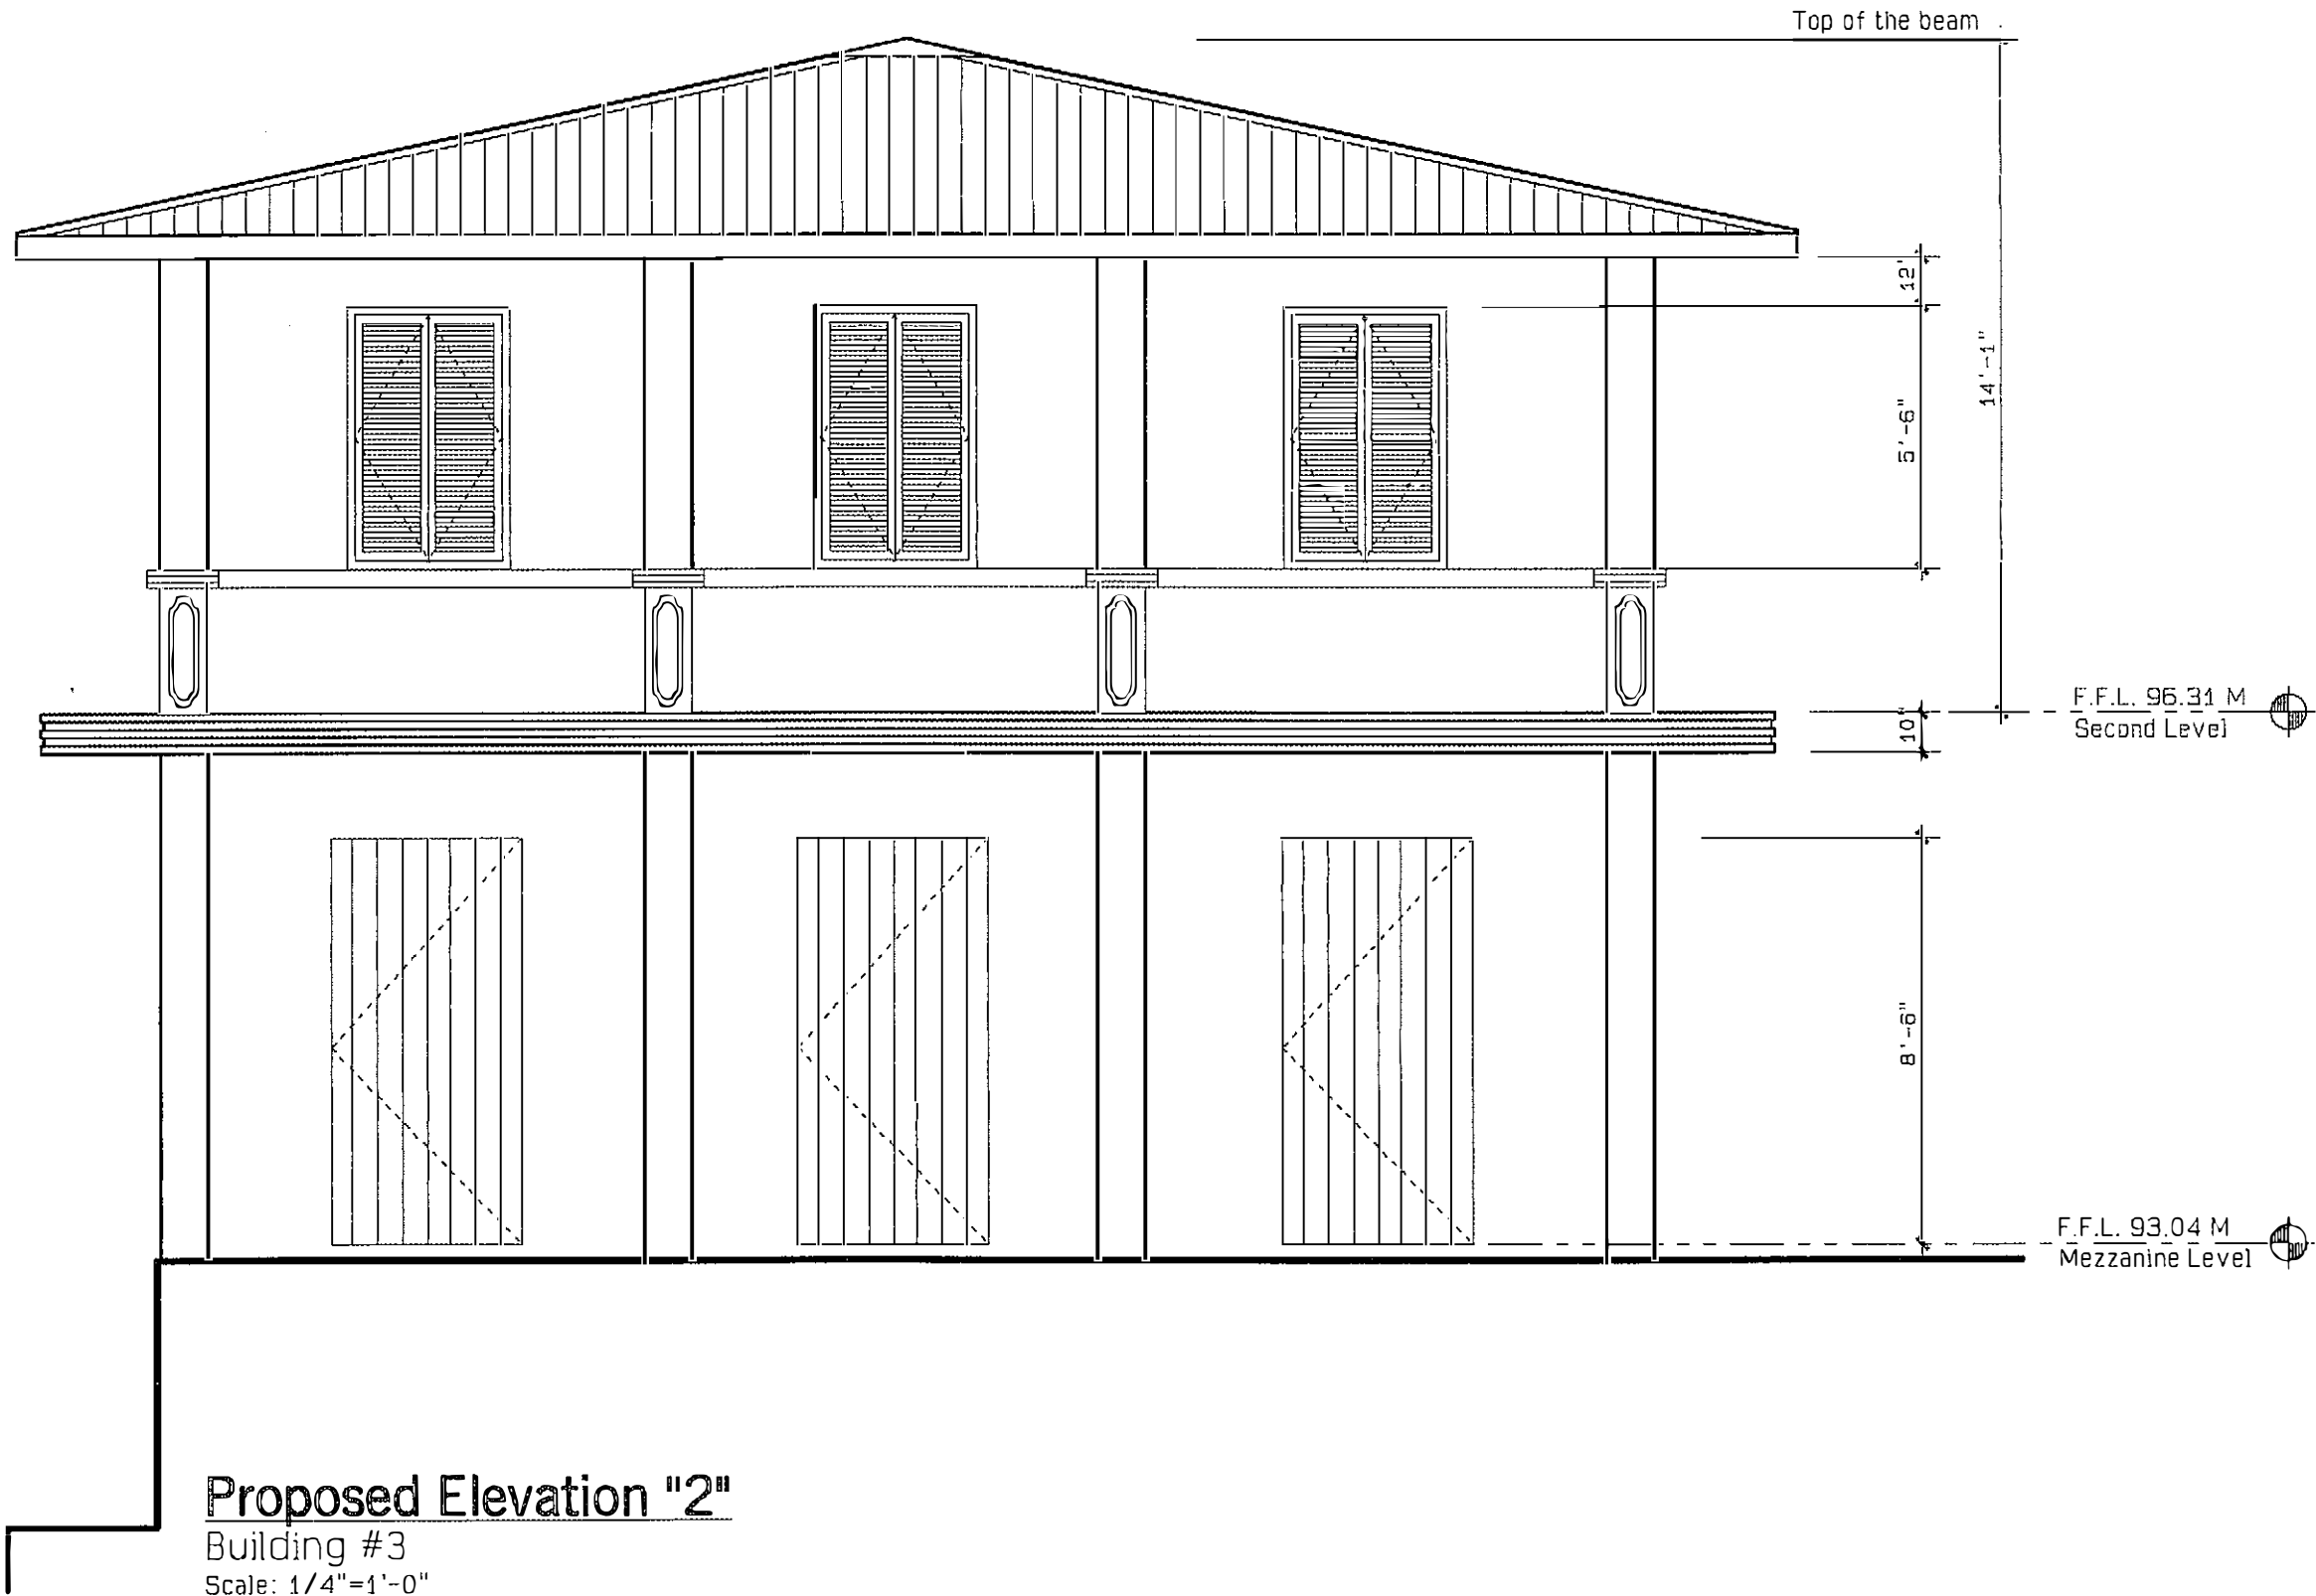 Top of the beam
12'
14'-1"
5'-6"
F.F.L. 96.31 M
Second Level
10'
8'-6"
F.F.L. 93.04 M
Mezzanine Level
Proposed Elevation "2"
Building #3
Scale: 1/4"=1'-0"